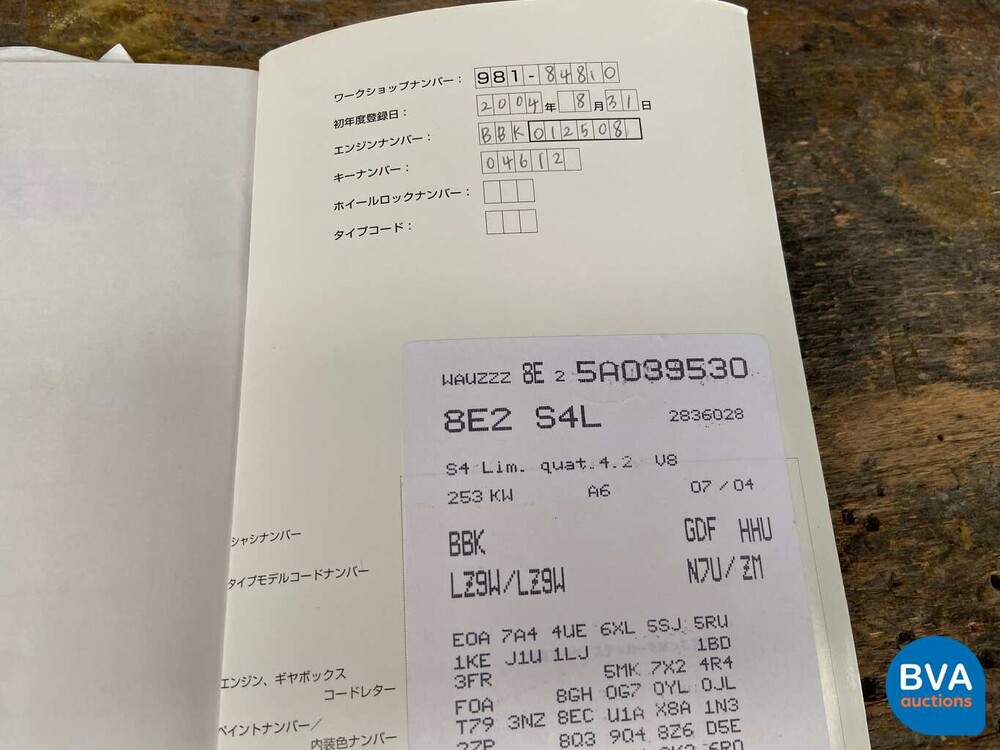 ワークショップナンバー： 981-84810
初年度登録日： 2004年 8月31日
エンジンナンバー： BBK012508
キーナンバー： 04612
ホイールロックナンバー：
タイプコード：
WAUZZZ 8E 2 5A039530
8E2 S4L 2836028
S4 Lim. quat.4.2 V8
253 KW A6 07/04
シャシナンバー
BBK GDF HHU
タイプモデルコードナンバー
LZ9W/LZ9W N7U/ZM
E0A 7A4 4UE 6XL 5SJ 5RU
1KE J1U 1LJ 1BD
3FR 5MK 7X2 4R4
エンジン、ギヤボックス
コードレター
F0A 8GH 0G7 0YL 0JL
T79 3NZ 8EC U1A X8A 1N3
ペイントナンバー／
内装色ナンバー
8Q3 9Q4 8Z6 D5E
BVA
auctions